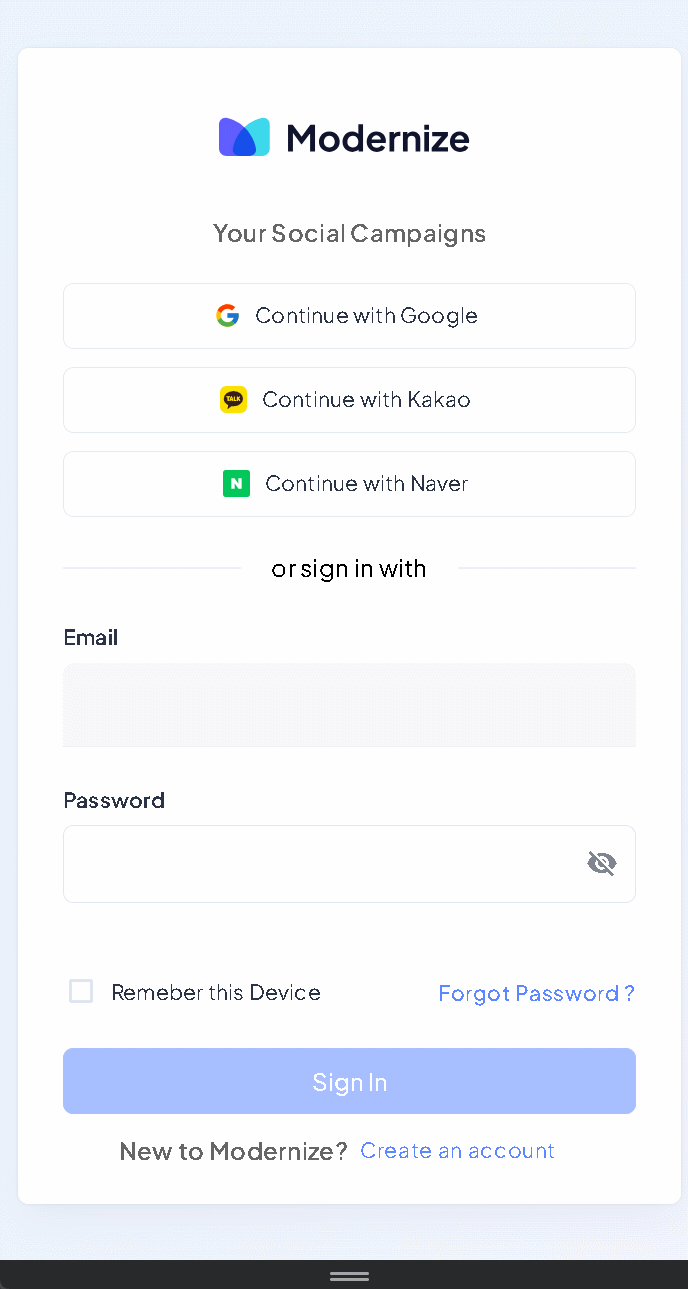 Modernize
Your Social Campaigns
Continue with Google
TALK
Continue with Kakao
N
Continue with Naver
or sign in with
Email
Password
Remeber this Device
Forgot Password ?
Sign In
New to Modernize? Create an account